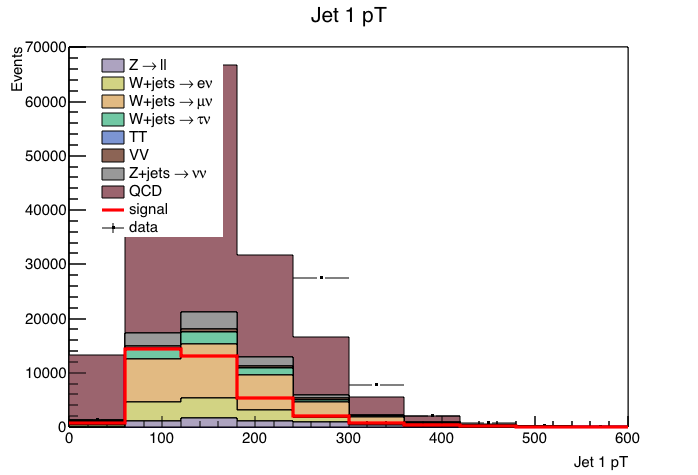 Jet 1 pT
Events
70000
60000
50000
40000
30000
20000
10000
0
Z → ll
W+jets → eν
W+jets → μν
W+jets → τν
TT
VV
Z+jets → νν
QCD
signal
data
0 100 200 300 400 500 600
Jet 1 pT